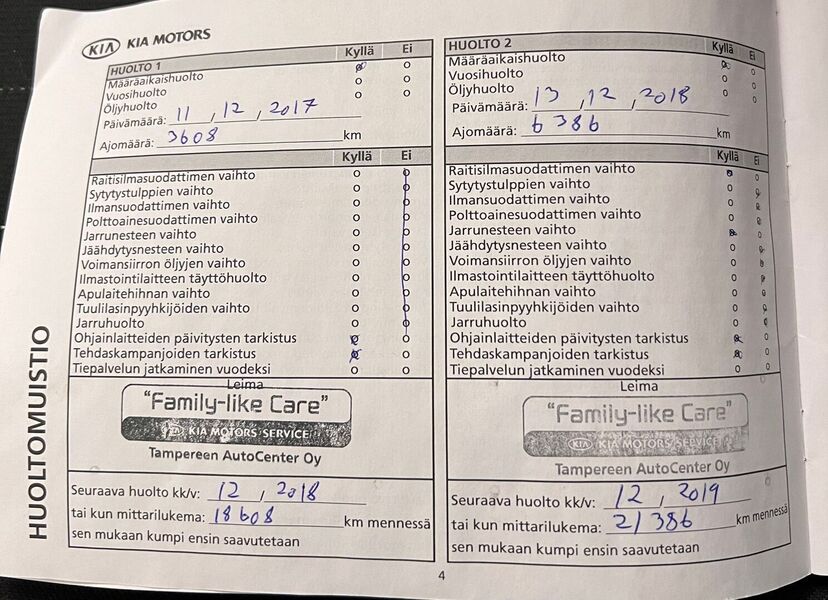 KIA KIA MOTORS
HUOLTOMUISTIO
HUOLTO 1 Kyllä Ei
Määräaikaishuolto
Vuosihuolto
Öljyhuolto
Päivämäärä: 11, 12, 2017
Ajomäärä: 3608 km
Kyllä Ei
Raitisilmasuodattimen vaihto
Sytytystulppien vaihto
Ilmansuodattimen vaihto
Polttoainesuodattimen vaihto
Jarrunesteen vaihto
Jäähdytysnesteen vaihto
Voimansiirron öljyjen vaihto
Ilmastointilaitteen täyttöhuolto
Apulaitehihnan vaihto
Tuulilasinpyyhkijöiden vaihto
Jarruhuolto
Ohjainlaitteiden päivitysten tarkistus
Tehdaskampanjoiden tarkistus
Tiepalvelun jatkaminen vuodeksi
Leima
"Family-like Care"
KIA KIA MOTORS SERVICE
Tampereen AutoCenter Oy
Seuraava huolto kk/v: 12, 2018
tai kun mittarilukema: 18608 km mennessä
sen mukaan kumpi ensin saavutetaan
HUOLTO 2 Kyllä Ei
Määräaikaishuolto
Vuosihuolto
Öljyhuolto
Päivämäärä: 13, 12, 2018
Ajomäärä: 6386 km
Kyllä Ei
Raitisilmasuodattimen vaihto
Sytytystulppien vaihto
Ilmansuodattimen vaihto
Polttoainesuodattimen vaihto
Jarrunesteen vaihto
Jäähdytysnesteen vaihto
Voimansiirron öljyjen vaihto
Ilmastointilaitteen täyttöhuolto
Apulaitehihnan vaihto
Tuulilasinpyyhkijöiden vaihto
Jarruhuolto
Ohjainlaitteiden päivitysten tarkistus
Tehdaskampanjoiden tarkistus
Tiepalvelun jatkaminen vuodeksi
Leima
"Family-like Care"
KIA KIA MOTORS SERVICE
Tampereen AutoCenter Oy
Seuraava huolto kk/v: 12, 2019
tai kun mittarilukema: 21386 km mennessä
sen mukaan kumpi ensin saavutetaan
4